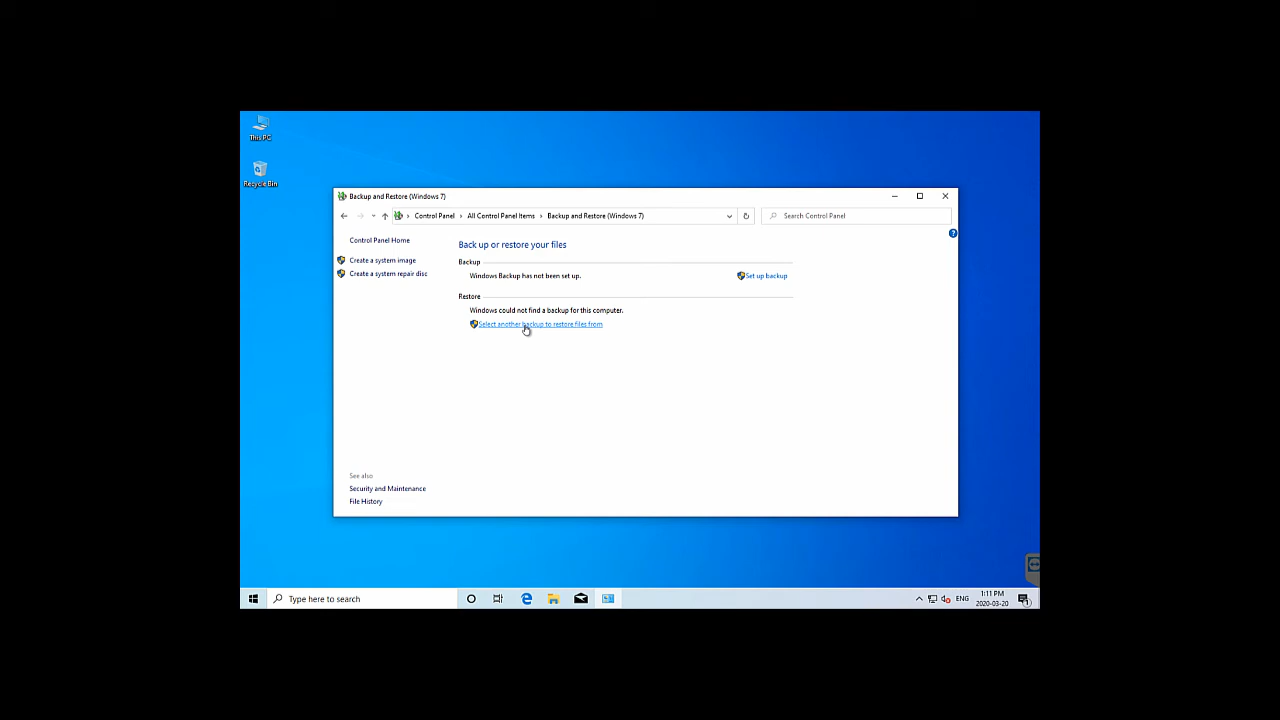 This PC
Recycle Bin
Backup and Restore (Windows 7)
Control Panel > All Control Panel Items > Backup and Restore (Windows 7)
Search Control Panel
Control Panel Home
Create a system image
Create a system repair disc
Back up or restore your files
Backup
Windows Backup has not been set up.
Set up backup
Restore
Windows could not find a backup for this computer.
Select another backup to restore files from
See also
Security and Maintenance
File History
Type here to search
ENG
1:11 PM
2020-03-20
1